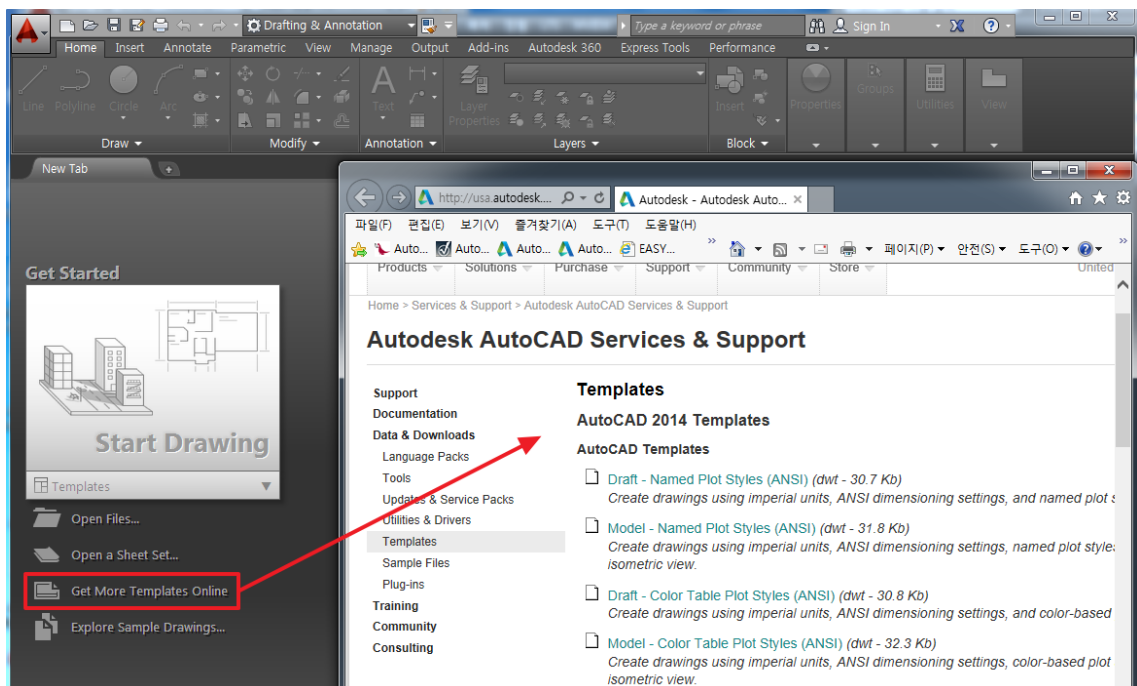 Drafting & Annotation
Type a keyword or phrase
Sign In
Home Insert Annotate Parametric View Manage Output Add-ins Autodesk 360 Express Tools Performance
Line Polyline Circle Arc
Text
Layer
Properties
Insert
Properties
Groups
Utilities
View
Draw Modify Annotation Layers Block
New Tab
Get Started
Start Drawing
Templates
Open Files...
Open a Sheet Set...
Get More Templates Online
Explore Sample Drawings...
http://usa.autodesk....
Autodesk - Autodesk Auto...
파일(F) 편집(E) 보기(V) 즐겨찾기(A) 도구(T) 도움말(H)
Auto... Auto... Auto... Auto... EASY... 페이지(P) 안전(S) 도구(O)
Products Solutions Purchase Support Community Store United
Home > Services & Support > Autodesk AutoCAD Services & Support
Autodesk AutoCAD Services & Support
Support
Documentation
Data & Downloads
Language Packs
Tools
Updates & Service Packs
Utilities & Drivers
Templates
Sample Files
Plug-ins
Training
Community
Consulting
Templates
AutoCAD 2014 Templates
AutoCAD Templates
Draft - Named Plot Styles (ANSI) (dwt - 30.7 Kb)
Create drawings using imperial units, ANSI dimensioning settings, and named plot s
Model - Named Plot Styles (ANSI) (dwt - 31.8 Kb)
Create drawings using imperial units, ANSI dimensioning settings, named plot style
isometric view.
Draft - Color Table Plot Styles (ANSI) (dwt - 30.8 Kb)
Create drawings using imperial units, ANSI dimensioning settings, and color-based
Model - Color Table Plot Styles (ANSI) (dwt - 32.3 Kb)
Create drawings using imperial units, ANSI dimensioning settings, color-based plot
isometric view.